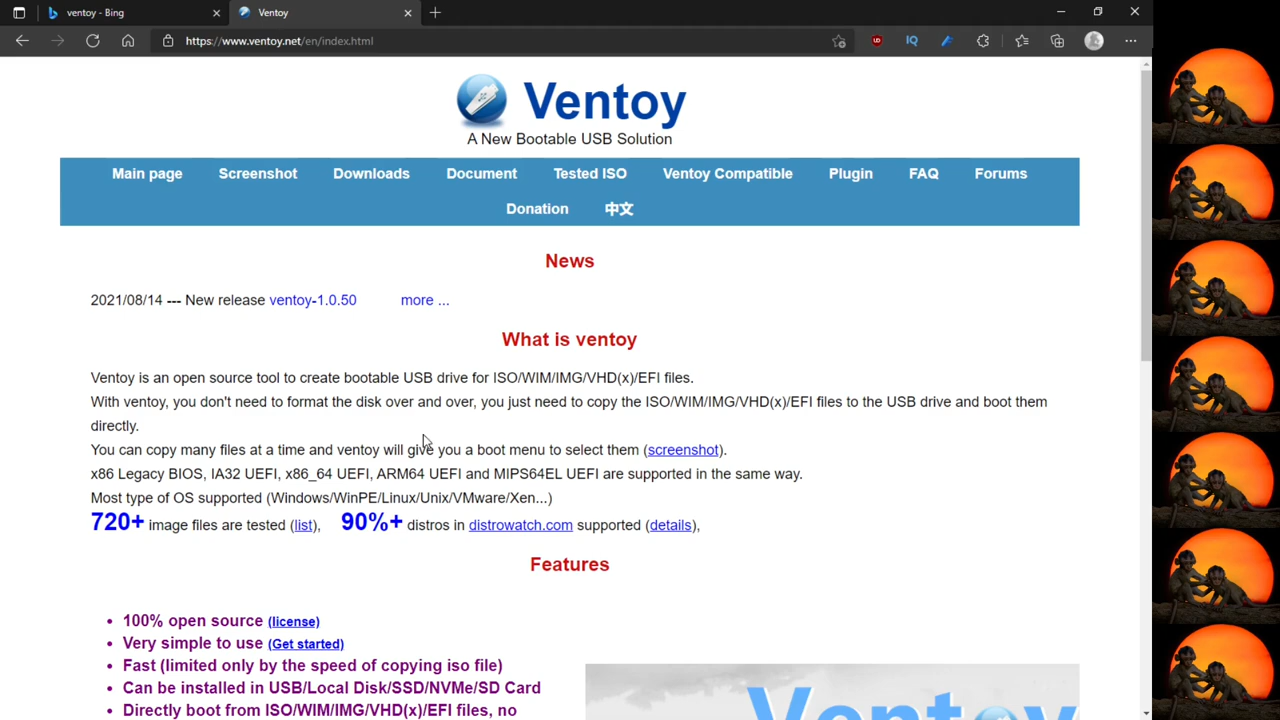 ventoy - Bing
Ventoy
https://www.ventoy.net/en/index.html
UD
IQ
Ventoy
A New Bootable USB Solution
Main page Screenshot Downloads Document Tested ISO Ventoy Compatible Plugin FAQ Forums
Donation 中文
News
2021/08/14 --- New release ventoy-1.0.50 more ...
What is ventoy
Ventoy is an open source tool to create bootable USB drive for ISO/WIM/IMG/VHD(x)/EFI files.
With ventoy, you don't need to format the disk over and over, you just need to copy the ISO/WIM/IMG/VHD(x)/EFI files to the USB drive and boot them
directly.
You can copy many files at a time and ventoy will give you a boot menu to select them (screenshot).
x86 Legacy BIOS, IA32 UEFI, x86_64 UEFI, ARM64 UEFI and MIPS64EL UEFI are supported in the same way.
Most type of OS supported (Windows/WinPE/Linux/Unix/VMware/Xen...)
720+ image files are tested (list), 90%+ distros in distrowatch.com supported (details),
Features
• 100% open source (license)
• Very simple to use (Get started)
• Fast (limited only by the speed of copying iso file)
• Can be installed in USB/Local Disk/SSD/NVMe/SD Card
• Directly boot from ISO/WIM/IMG/VHD(x)/EFI files, no
Ventoy